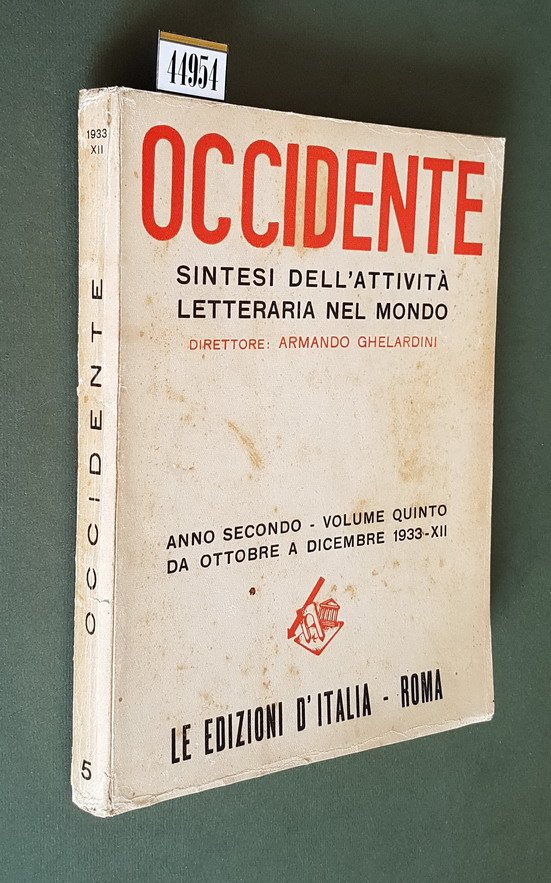 44954
1933
XII
OCCIDENTE
5
OCCIDENTE
SINTESI DELL'ATTIVITÀ
LETTERARIA NEL MONDO
DIRETTORE: ARMANDO GHELARDINI
ANNO SECONDO - VOLUME QUINTO
DA OTTOBRE A DICEMBRE 1933-XII
LE EDIZIONI D'ITALIA - ROMA